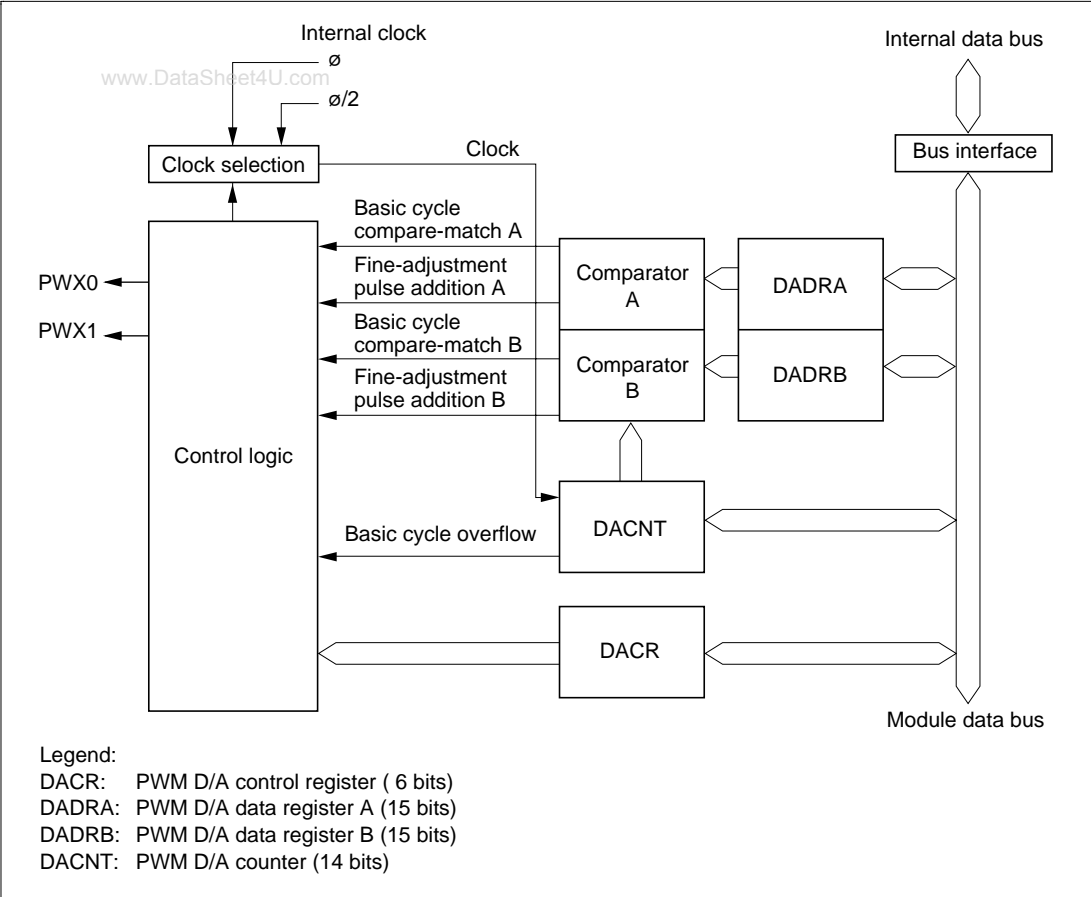 Internal clock
ø
ø/2
www.DataSheet4U.com
Internal data bus
Clock selection
Clock
Bus interface
Basic cycle
compare-match A
Fine-adjustment
pulse addition A
Basic cycle
compare-match B
Fine-adjustment
pulse addition B
Comparator
A
DADRA
PWX0
PWX1
Comparator
B
DADRB
Control logic
DACNT
Basic cycle overflow
DACR
Module data bus
Legend:
DACR: PWM D/A control register ( 6 bits)
DADRA: PWM D/A data register A (15 bits)
DADRB: PWM D/A data register B (15 bits)
DACNT: PWM D/A counter (14 bits)